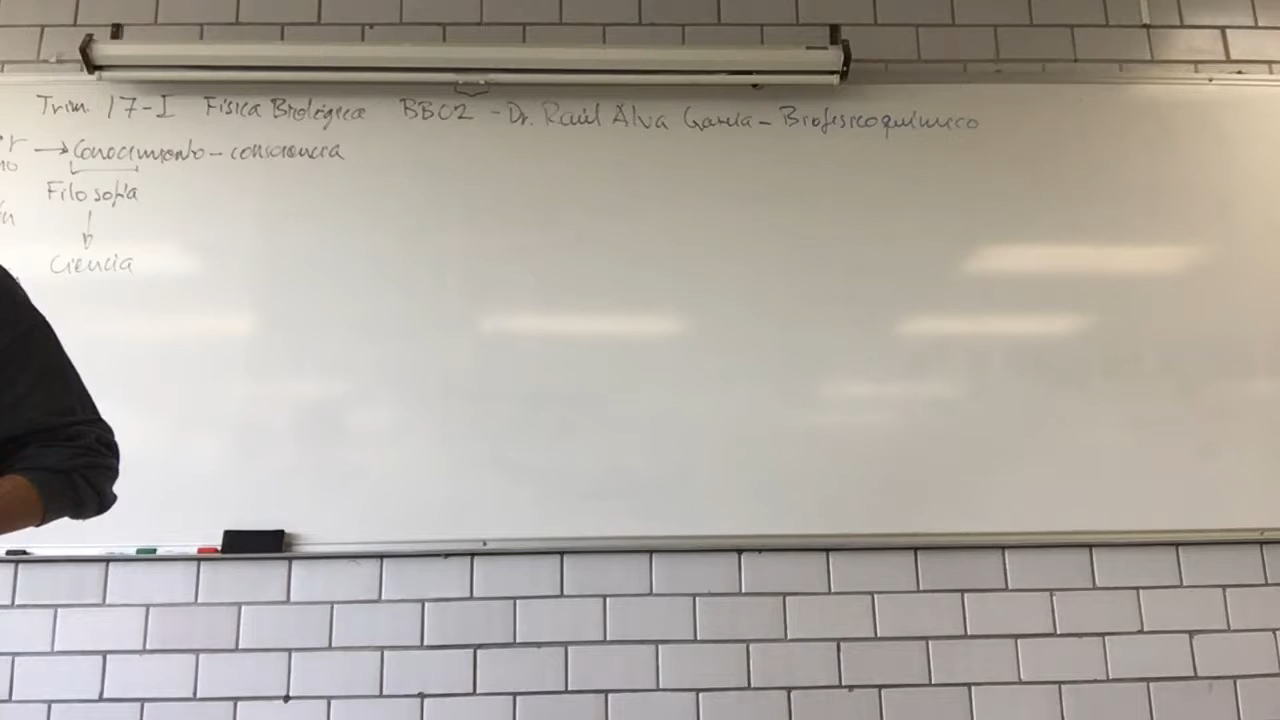 Trim. 17-I Física Biológica BB02 - Dr. Raúl Alva García - Biofisicoquímico
→ Conocimiento - consciencia
Filosofía
↓
Ciencia